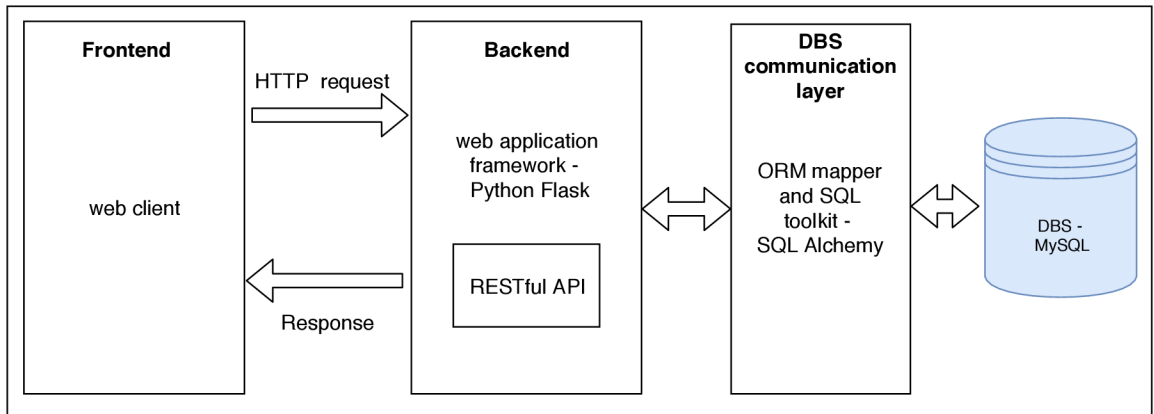 Frontend
web client
HTTP  request
Response
Backend
web application
framework -
Python Flask
RESTful API
DBS
communication
layer
ORM mapper
and SQL
toolkit -
SQL Alchemy
DBS -
MySQL